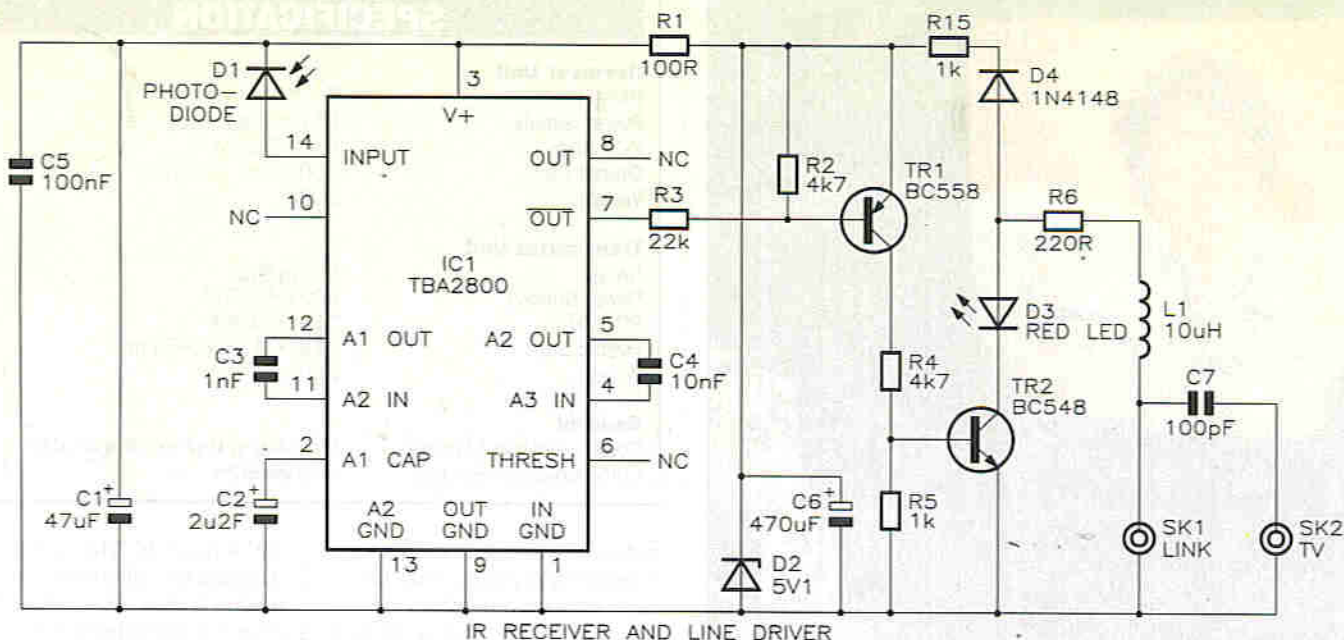 SPECIFICATION
R1
100R
R15
1k
D1
PHOTO-
DIODE
3
V+
D4
1N4148
C5
100nF
14
INPUT
OUT
8
NC
R2
4k7
TR1
BC558
NC
10
OUT
7
R3
22k
R6
220R
IC1
TBA2800
C3
1nF
12
A1 OUT
A2 OUT
5
C4
10nF
D3
RED LED
L1
10uH
11
A2 IN
A3 IN
4
R4
4k7
TR2
BC548
C7
100pF
2
A1 CAP
THRESH
6
NC
C1
+
47uF
C2
+
2u2F
A2
GND
OUT
GND
IN
GND
C6
+
470uF
R5
1k
SK1
LINK
SK2
TV
13
9
1
D2
5V1
IR RECEIVER AND LINE DRIVER